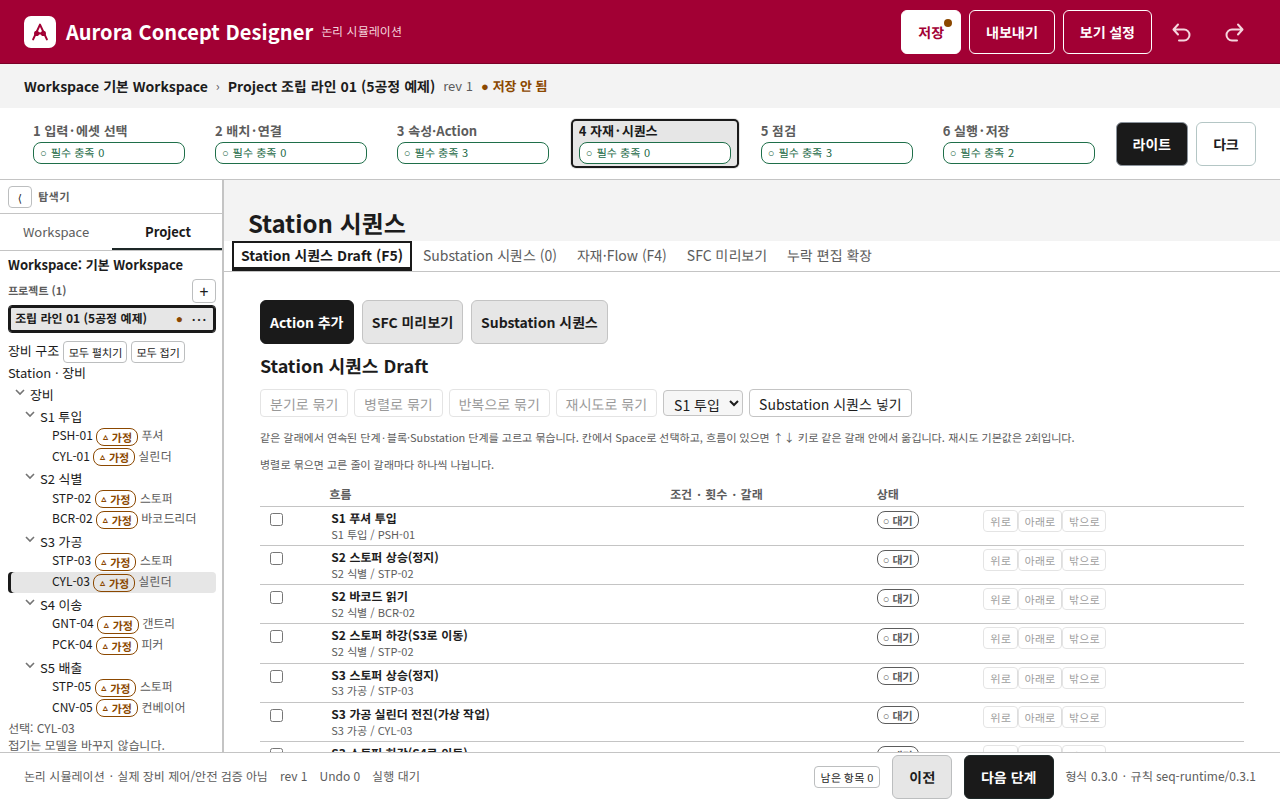 Aurora Concept Designer 논리 시뮬레이션 저장 내보내기 보기 설정
Workspace 기본 Workspace › Project 조립 라인 01 (5공정 예제) rev 1 ● 저장 안 됨
1 입력·에셋 선택 2 배치·연결 3 속성·Action 4 자재·시퀀스 5 점검 6 실행·저장
○ 필수 충족 0 ○ 필수 충족 0 ○ 필수 충족 3 ○ 필수 충족 0 ○ 필수 충족 3 ○ 필수 충족 2
라이트 다크
⟨ 탐색기
Workspace Project
Workspace: 기본 Workspace
프로젝트 (1) +
조립 라인 01 (5공정 예제) ● ···
장비 구조 모두 펼치기 모두 접기
Station · 장비
장비
S1 투입
PSH-01 △ 가정 푸셔
CYL-01 △ 가정 실린더
S2 식별
STP-02 △ 가정 스토퍼
BCR-02 △ 가정 바코드리더
S3 가공
STP-03 △ 가정 스토퍼
CYL-03 △ 가정 실린더
S4 이송
GNT-04 △ 가정 갠트리
PCK-04 △ 가정 피커
S5 배출
STP-05 △ 가정 스토퍼
CNV-05 △ 가정 컨베이어
선택: CYL-03
접기는 모델을 바꾸지 않습니다.
Station 시퀀스
Station 시퀀스 Draft (F5) Substation 시퀀스 (0) 자재·Flow (F4) SFC 미리보기 누락 편집 확장
Action 추가 SFC 미리보기 Substation 시퀀스
Station 시퀀스 Draft
분기로 묶기 병렬로 묶기 반복으로 묶기 재시도로 묶기 S1 투입 Substation 시퀀스 넣기
같은 갈래에서 연속된 단계·블록·Substation 단계를 고르고 묶습니다. 칸에서 Space로 선택하고, 흐름이 있으면 ↑↓ 키로 같은 갈래 안에서 옮깁니다. 재시도 기본값은 2회입니다.
병렬로 묶으면 고른 줄이 갈래마다 하나씩 나뉩니다.
흐름 조건 · 횟수 · 갈래 상태
S1 푸셔 투입 ○ 대기 위로 아래로 밖으로
S1 투입 / PSH-01
S2 스토퍼 상승(정지) ○ 대기 위로 아래로 밖으로
S2 식별 / STP-02
S2 바코드 읽기 ○ 대기 위로 아래로 밖으로
S2 식별 / BCR-02
S2 스토퍼 하강(S3로 이동) ○ 대기 위로 아래로 밖으로
S2 식별 / STP-02
S3 스토퍼 상승(정지) ○ 대기 위로 아래로 밖으로
S3 가공 / STP-03
S3 가공 실린더 전진(가상 작업) ○ 대기 위로 아래로 밖으로
S3 가공 / CYL-03
논리 시뮬레이션 · 실제 장비 제어/안전 검증 아님 rev 1 Undo 0 실행 대기 남은 항목 0 이전 다음 단계 형식 0.3.0 · 규칙 seq-runtime/0.3.1